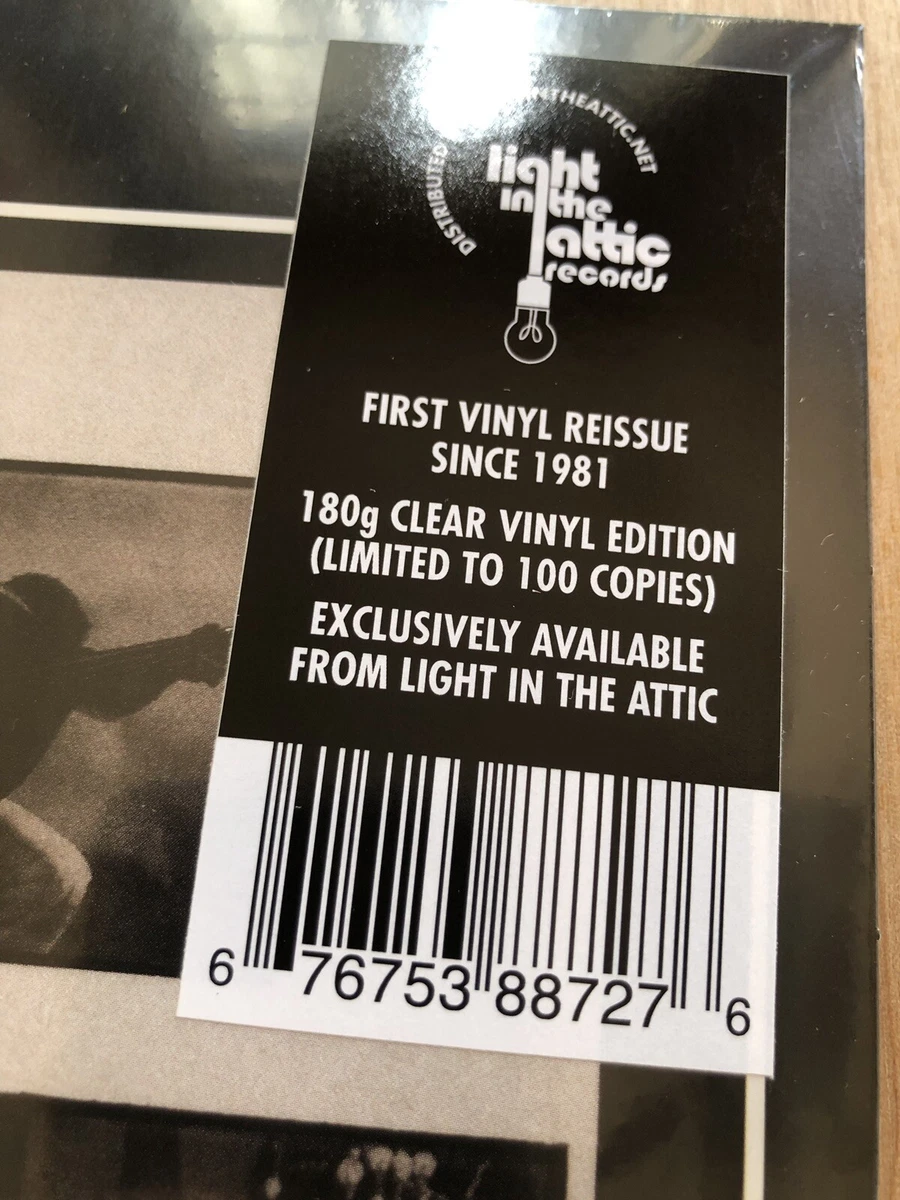 DISTRIBUTED INTHEATTIC.NET
light
in the
attic
records
FIRST VINYL REISSUE
SINCE 1981
180g CLEAR VINYL EDITION
(LIMITED TO 100 COPIES)
EXCLUSIVELY AVAILABLE
FROM LIGHT IN THE ATTIC
6 76753 88727 6